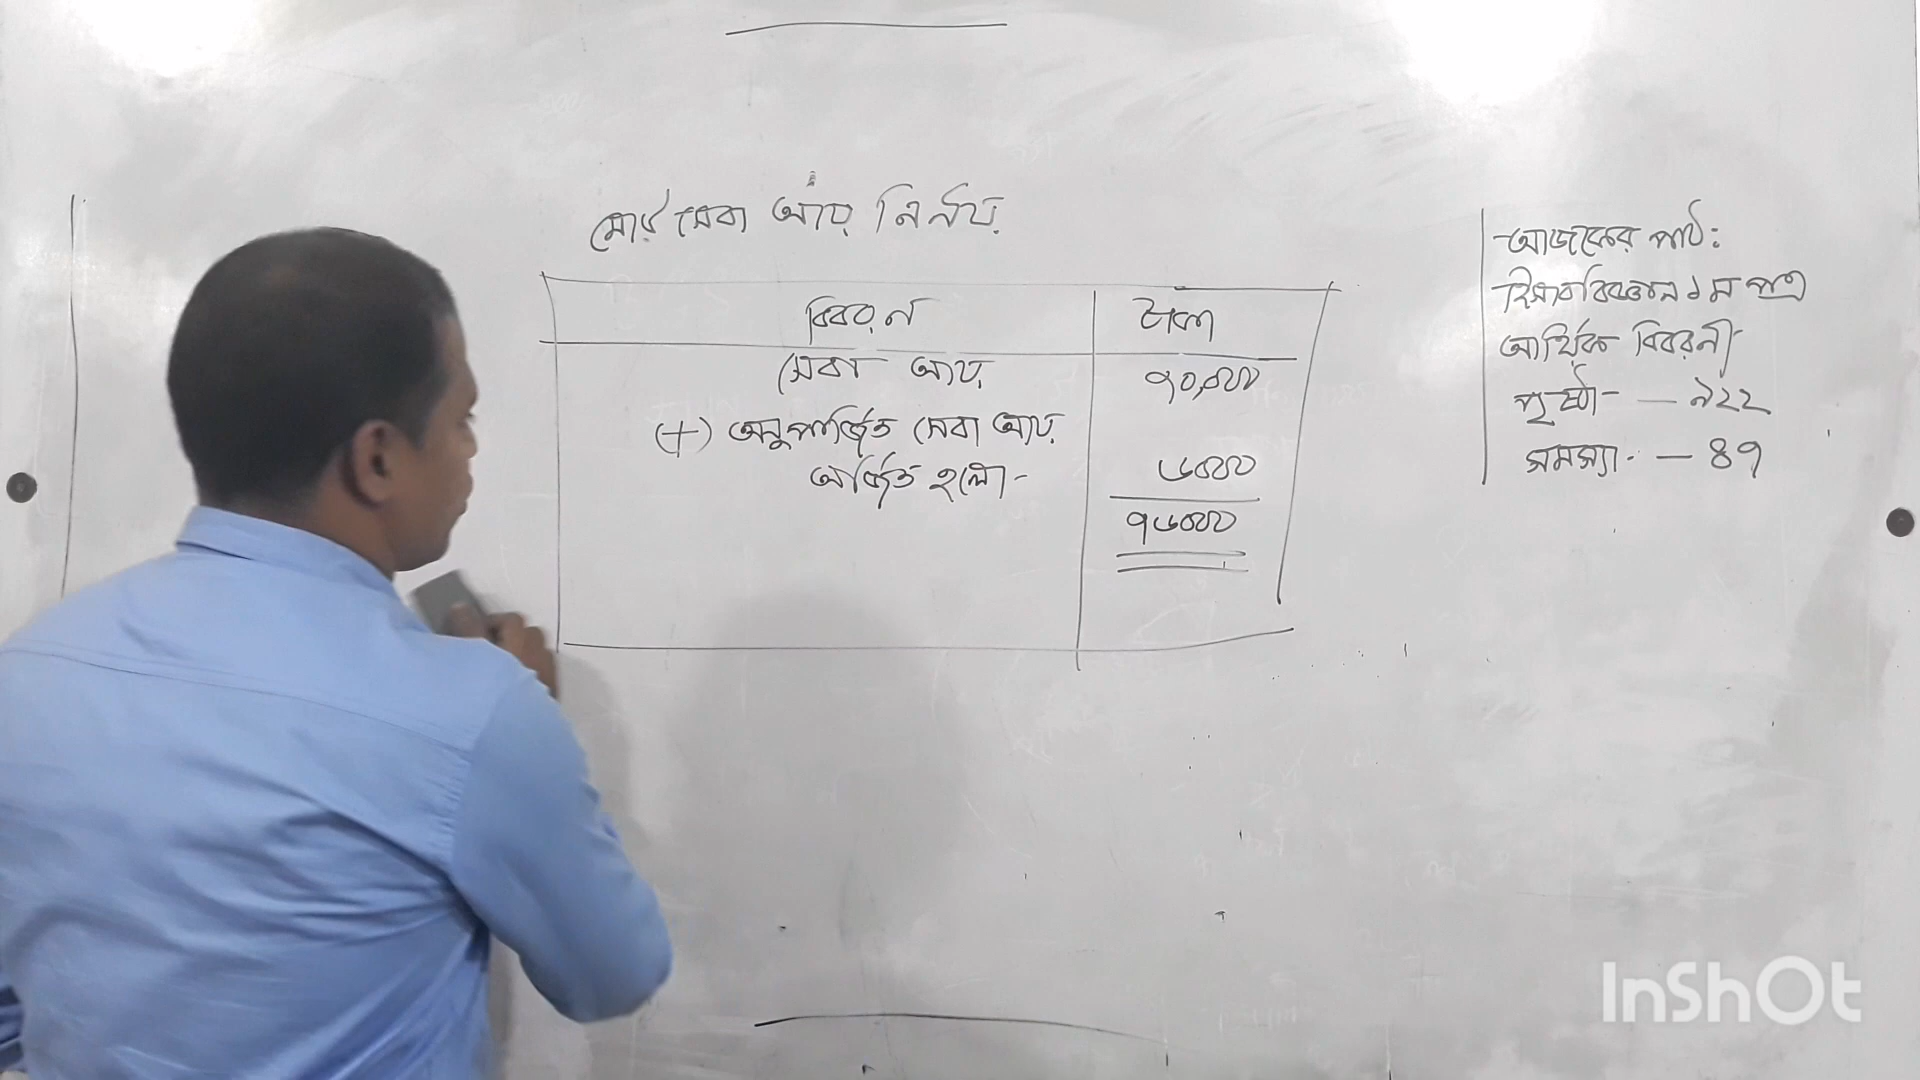 মোট সেবা আয় নির্ণয়
বিবরণ টাকা
সেবা আয় ৭০,০০০
(+) অনুপার্জিত সেবা আয়
অর্জিত হলো- ৬০০০
৭৬০০০
আজকের পাঠ:
হিসাববিজ্ঞান ১ম পত্র
আর্থিক বিবরণী
পৃষ্ঠা - ৯২২
সমস্যা - ৪৭
InShOt